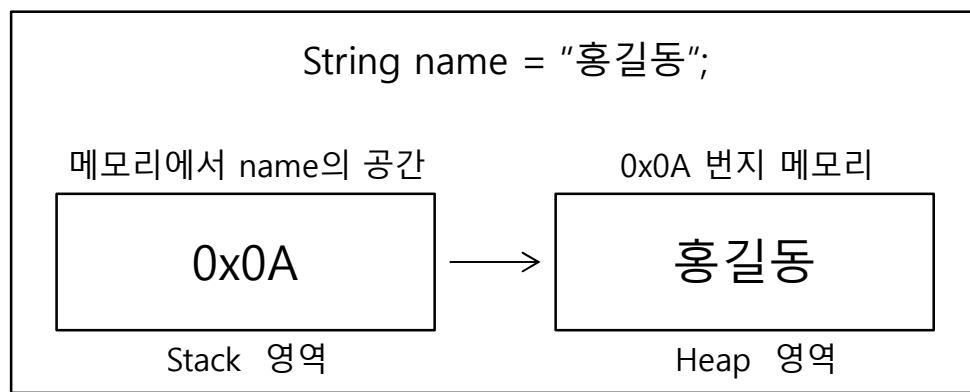 String name = "홍길동";
메모리에서 name의 공간
0x0A 번지 메모리
0x0A
홍길동
Stack 영역
Heap 영역